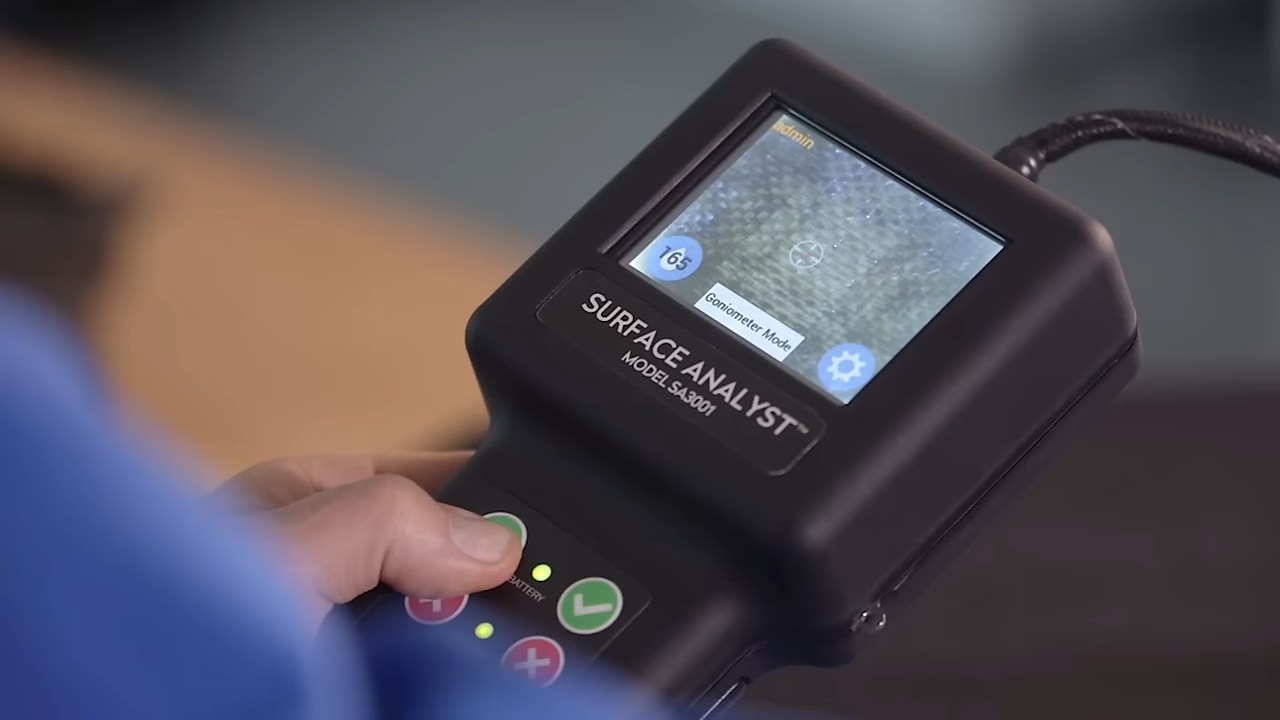 admin
165
Goniometer Mode
SURFACE ANALYST™
MODEL SA3001
BATTERY